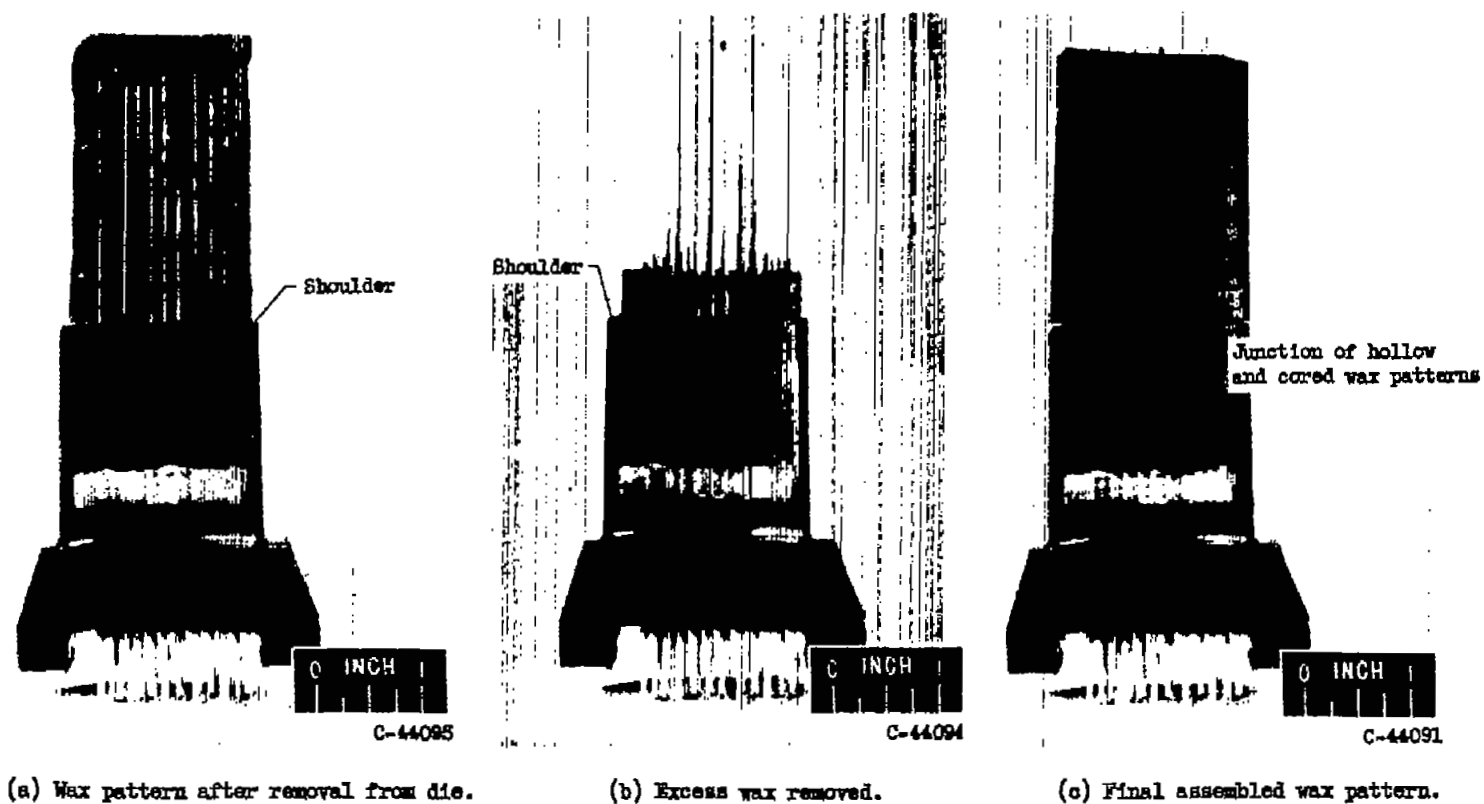 Shoulder
0 INCH 1
C-44095
(a) Wax pattern after removal from die.
Shoulder
0 INCH 1
C-44094
(b) Excess wax removed.
Junction of hollow
and cored wax patterns
0 INCH 1
C-44091
(c) Final assembled wax pattern.